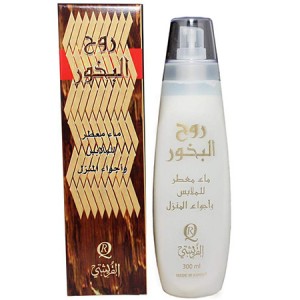 روح
البخور
ماء معطر
للملابس
وأجواء المنزل
القرشي
روح
البخور
ماء معطر
للملابس
وأجواء المنزل
القرشي
300 ml